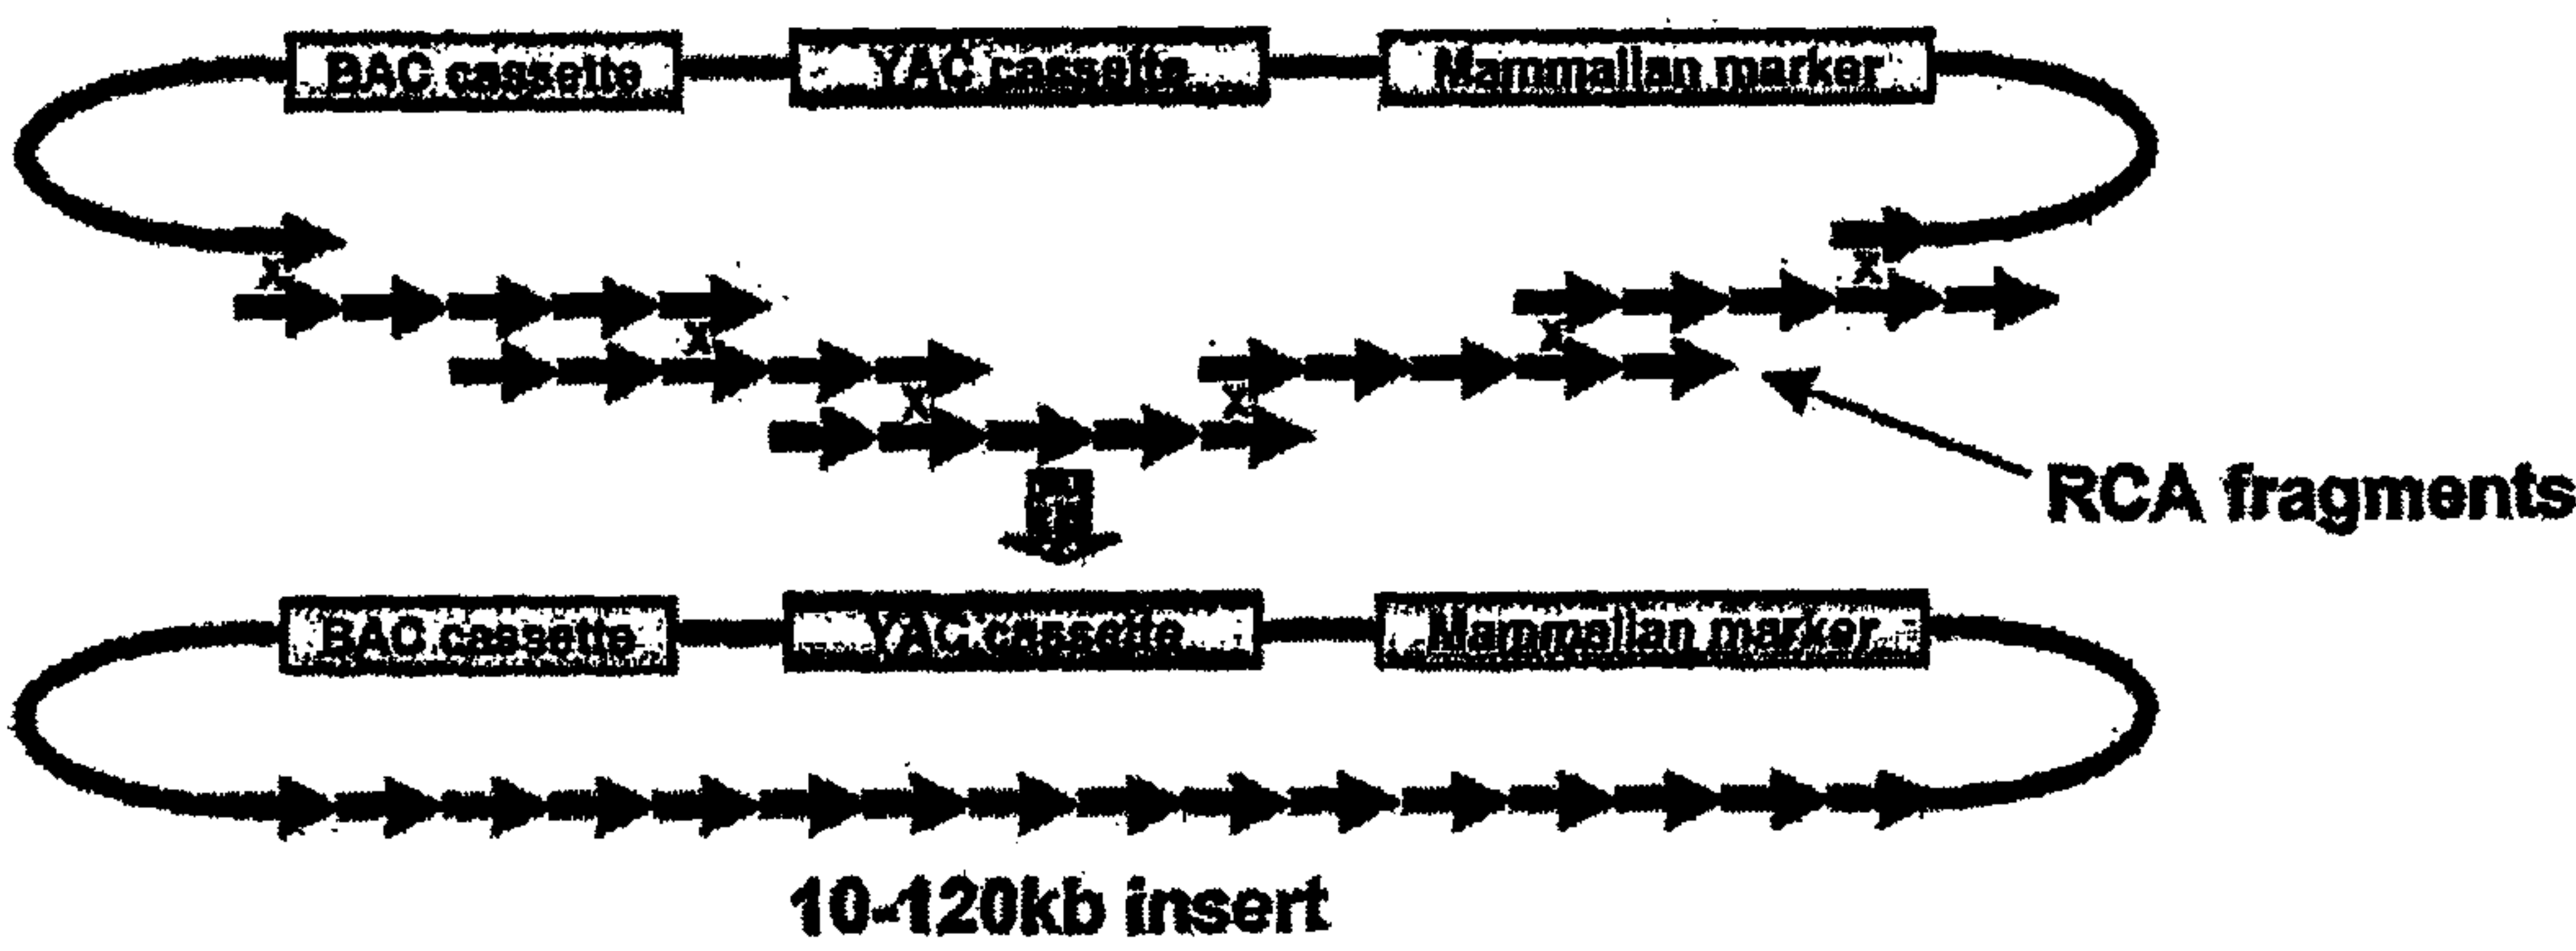 BAC cassette
YAC cassette
Mammalian marker
x
x
x
x
x
x
RCA fragments
BAC cassette
YAC cassette
Mammalian marker
10-120kb insert